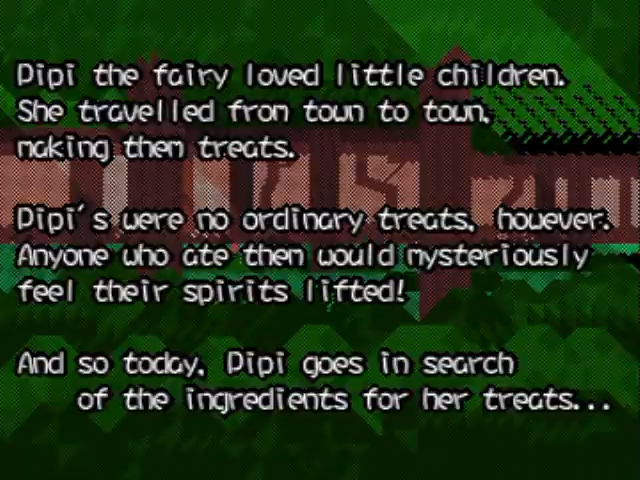 Dipi the fairy loved little children.
She travelled from town to town,
making them treats.
Dipi's were no ordinary treats, however.
Anyone who ate them would mysteriously
feel their spirits lifted!
And so today, Dipi goes in search
of the ingredients for her treats...